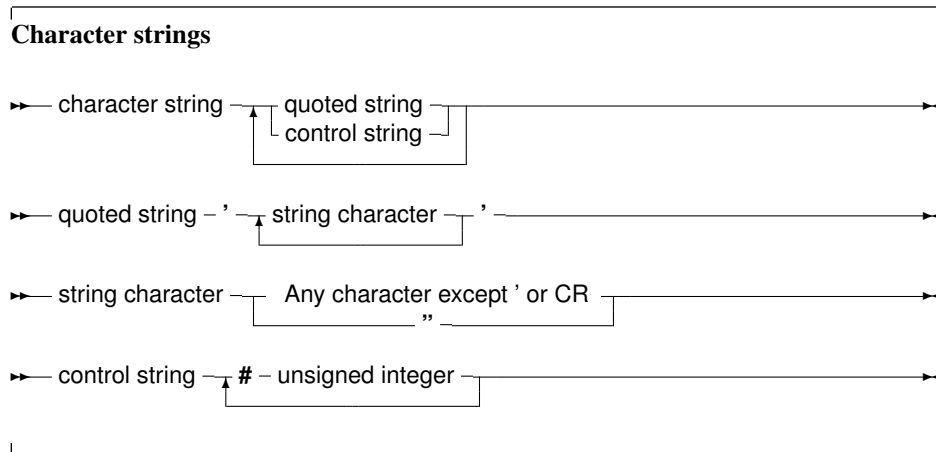 Character strings
character string quoted string
control string
quoted string ’ string character ’
string character Any character except ’ or CR
”
control string # unsigned integer